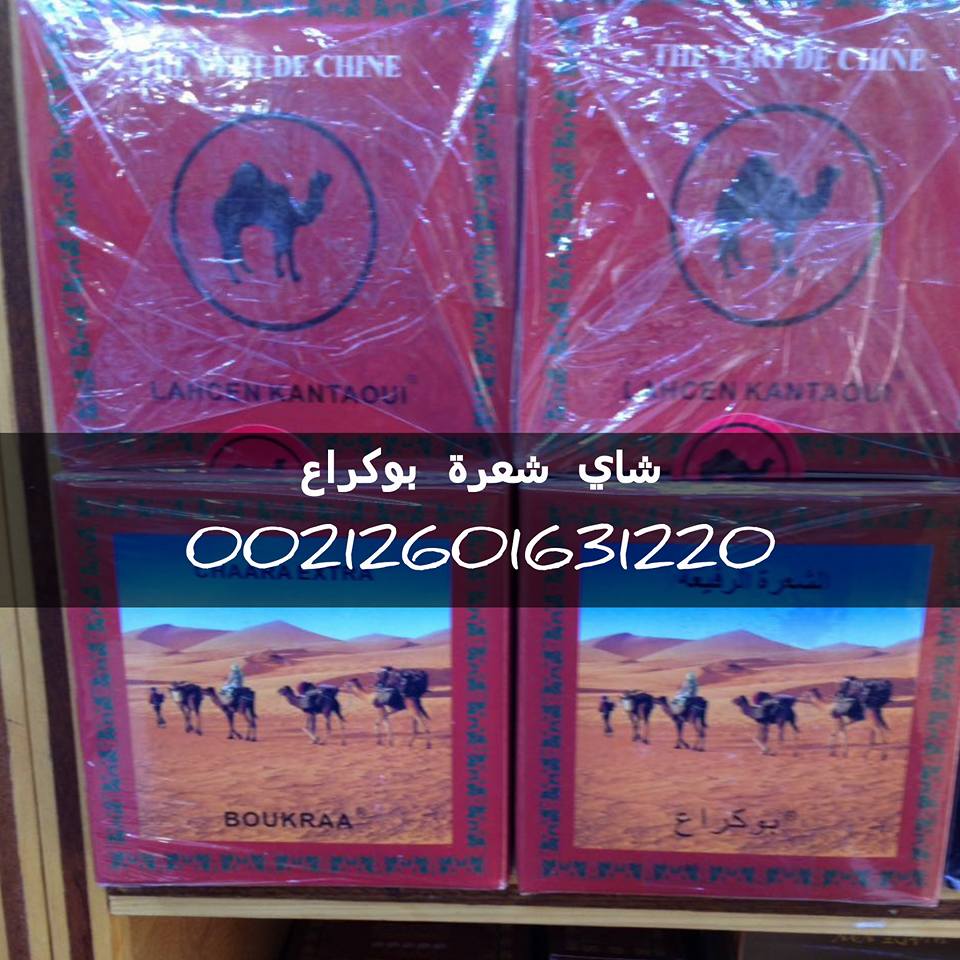 THE VERT DE CHINE
THE VERT DE CHINE
LAHCEN KANTAOUI®
LAHCEN KANTAOUI®
شاي شعرة بوكراع
00212601631220
CHAARA EXTRA
الشعرة الرفيعة
BOUKRAA®
بوكراع®